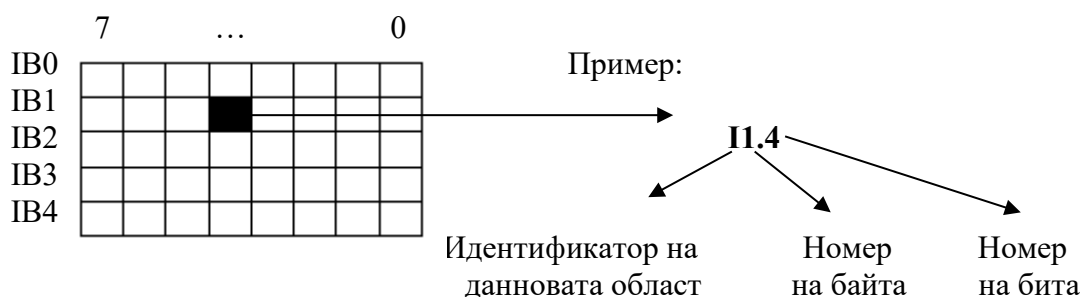 7 … 0
IB0
IB1
IB2
IB3
IB4
Пример:
I1.4
Идентификатор на
данновата област
Номер
на байта
Номер
на бита